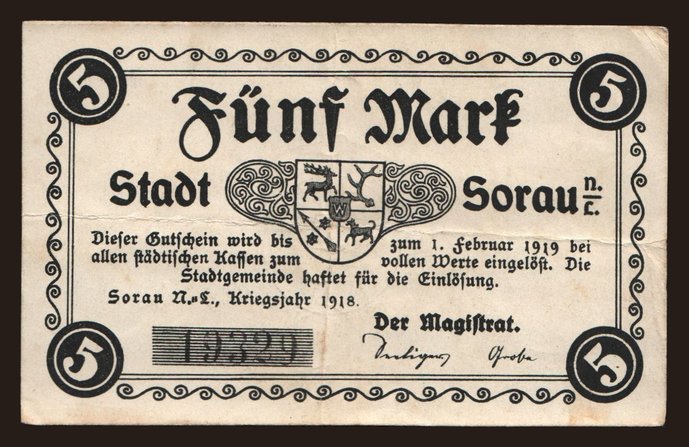 5 5
Fünf Mark
Stadt Sorau n./L.
W
Dieser Gutschein wird bis zum 1. Februar 1919 bei
allen städtischen Kassen zum vollen Werte eingelöst. Die
Stadtgemeinde haftet für die Einlösung.
Sorau N.=L., Kriegsjahr 1918.
Der Magistrat.
19329
5 5